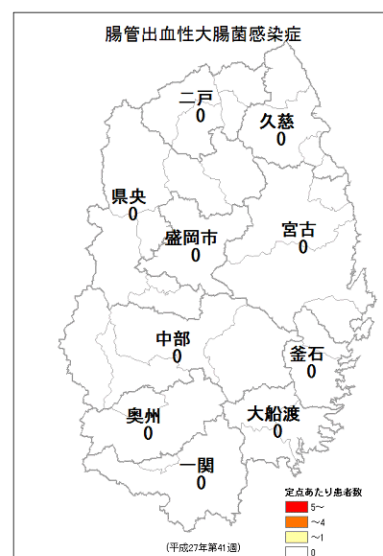 腸管出血性大腸菌感染症
二戸
0
久慈
0
県央
0
盛岡市
0
宮古
0
中部
0
釜石
0
奥州
0
大船渡
0
一関
0
定点あたり患者数
5～
～4
～1
0
(平成27年第41週)